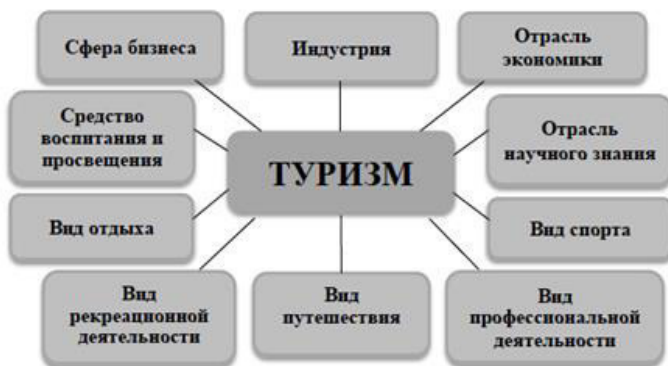 Сфера бизнеса
Индустрия
Отрасль
экономики
Средство
воспитания и
просвещения
ТУРИЗМ
Отрасль
научного знания
Вид отдыха
Вид спорта
Вид
рекреационной
деятельности
Вид
путешествия
Вид
профессиональной
деятельности